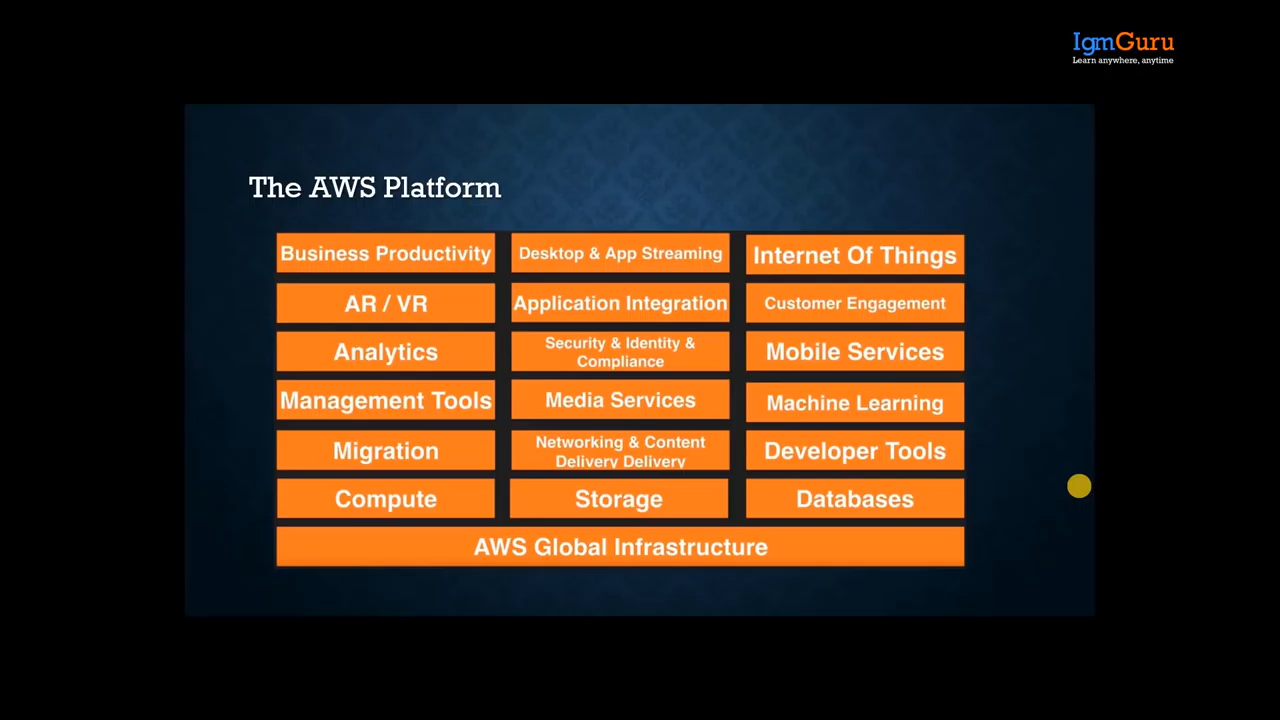 IgmGuru
Learn anywhere, anytime
The AWS Platform
Business Productivity
Desktop & App Streaming
Internet Of Things
AR / VR
Application Integration
Customer Engagement
Analytics
Security & Identity &
Compliance
Mobile Services
Management Tools
Media Services
Machine Learning
Migration
Networking & Content
Delivery Delivery
Developer Tools
Compute
Storage
Databases
AWS Global Infrastructure